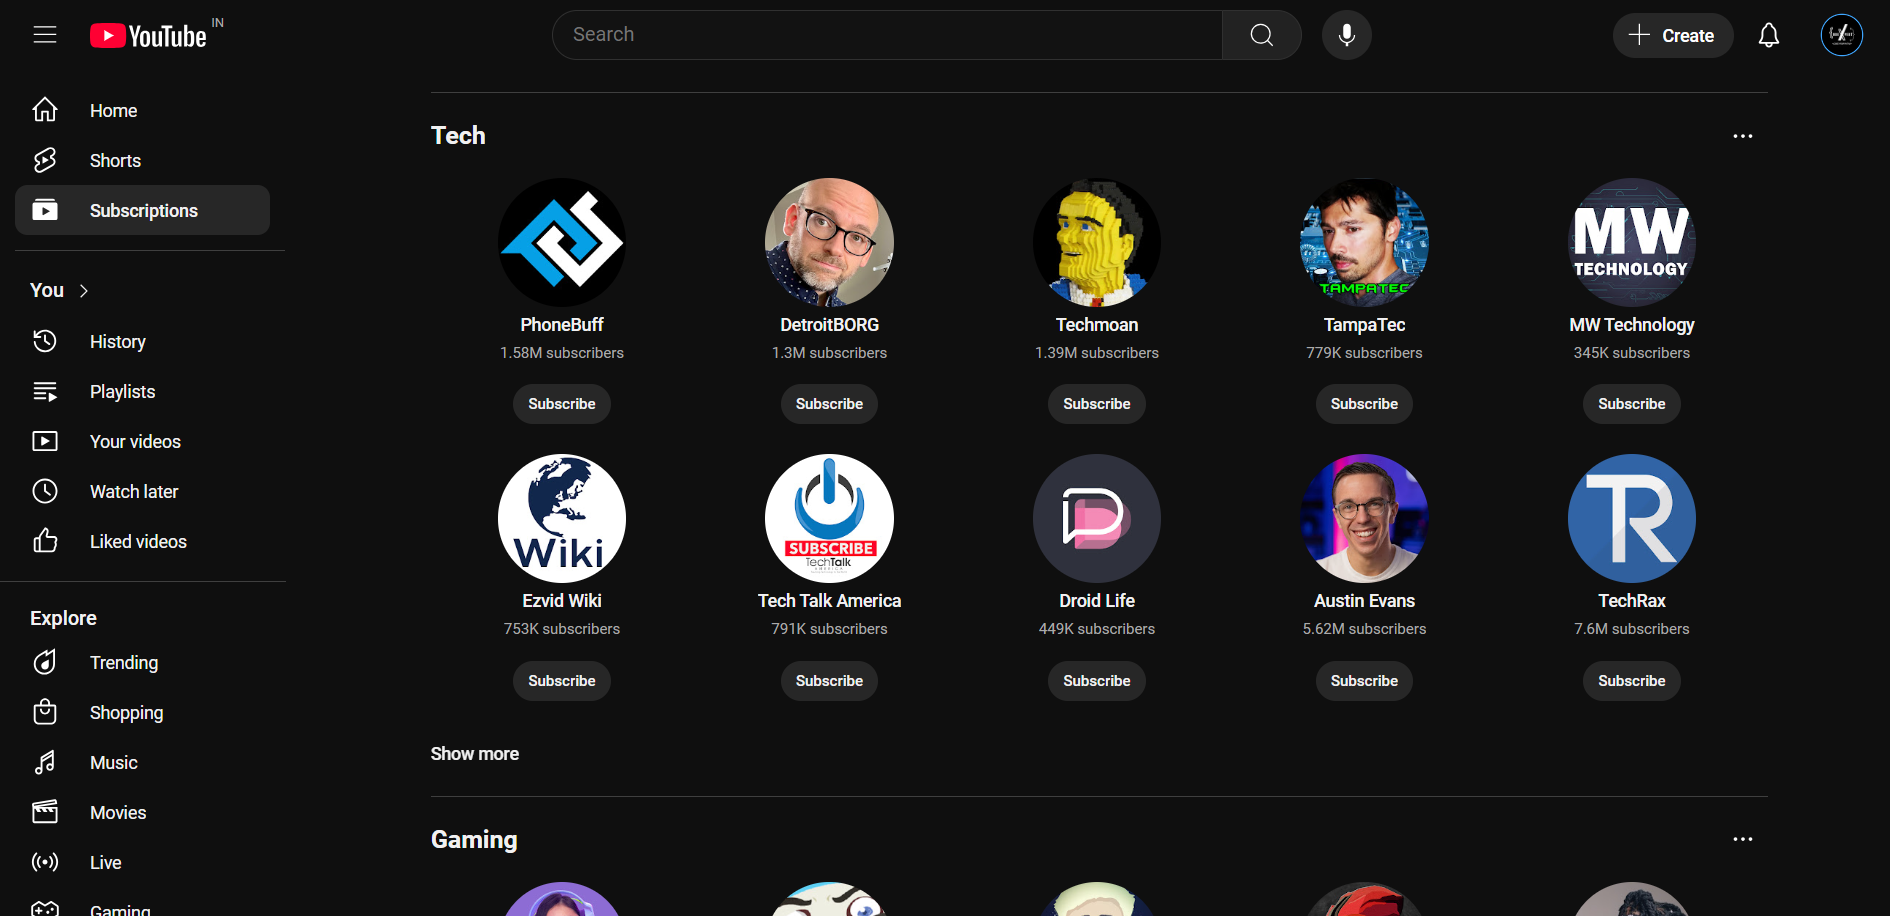 YouTube IN
Search
Create
Home
Shorts
Subscriptions
You
History
Playlists
Your videos
Watch later
Liked videos
Explore
Trending
Shopping
Music
Movies
Live
Gaming
Tech
TAMPATEC
MW
TECHNOLOGY
PhoneBuff
DetroitBORG
Techmoan
TampaTec
MW Technology
1.58M subscribers
1.3M subscribers
1.39M subscribers
779K subscribers
345K subscribers
Subscribe
Subscribe
Subscribe
Subscribe
Subscribe
Wiki
SUBSCRIBE
TechTalk
AMERICA
TR
Ezvid Wiki
Tech Talk America
Droid Life
Austin Evans
TechRax
753K subscribers
791K subscribers
449K subscribers
5.62M subscribers
7.6M subscribers
Subscribe
Subscribe
Subscribe
Subscribe
Subscribe
Show more
Gaming